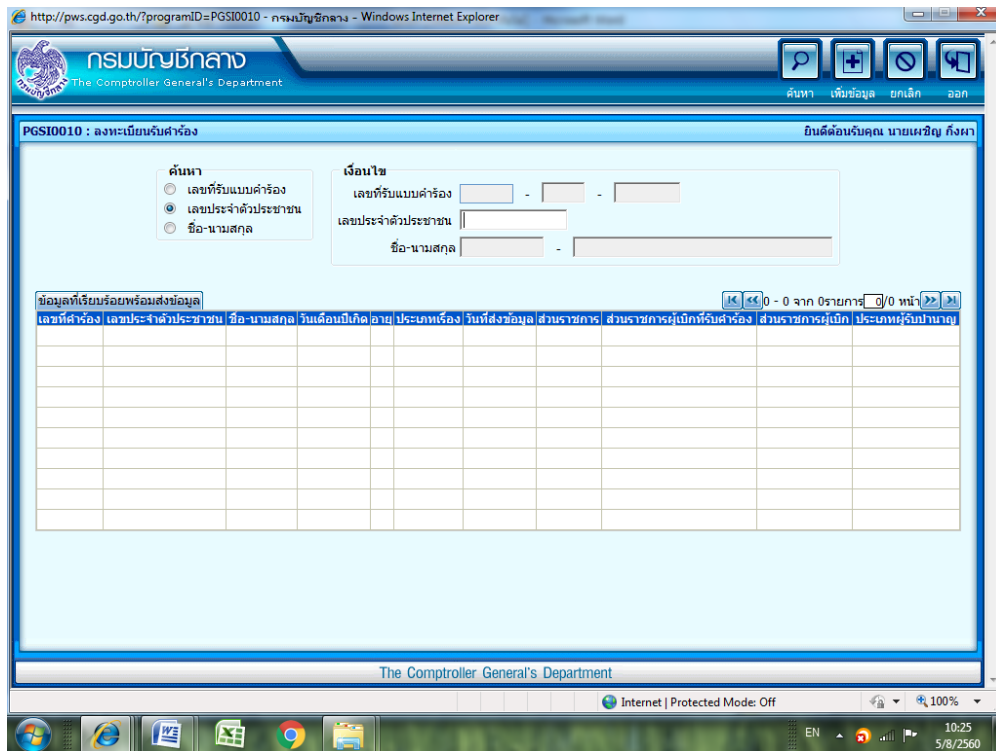 http://pws.cgd.go.th/?programID=PGSI0010 - กรมบัญชีกลาง - Windows Internet Explorer
กรมบัญชีกลาง
The Comptroller General's Department
ค้นหา เพิ่มข้อมูล ยกเลิก ออก
PGSI0010 : ลงทะเบียนรับคำร้อง ยินดีต้อนรับคุณ นายเผชิญ กิ่งผา
ค้นหา เงื่อนไข
เลขที่รับแบบคำร้อง เลขที่รับแบบคำร้อง - -
เลขประจำตัวประชาชน เลขประจำตัวประชาชน
ชื่อ-นามสกุล ชื่อ-นามสกุล -
ข้อมูลที่เรียบร้อยพร้อมส่งข้อมูล 0 - 0 จาก 0รายการ 0/0 หน้า
เลขที่คำร้อง เลขประจำตัวประชาชน ชื่อ-นามสกุล วันเดือนปีเกิด อายุ ประเภทเรื่อง วันที่ส่งข้อมูล ส่วนราชการ ส่วนราชการผู้เบิกที่รับคำร้อง ส่วนราชการผู้เบิก ประเภทผู้รับบำนาญ
The Comptroller General's Department
Internet | Protected Mode: Off 100%
EN 10:25
5/8/2560